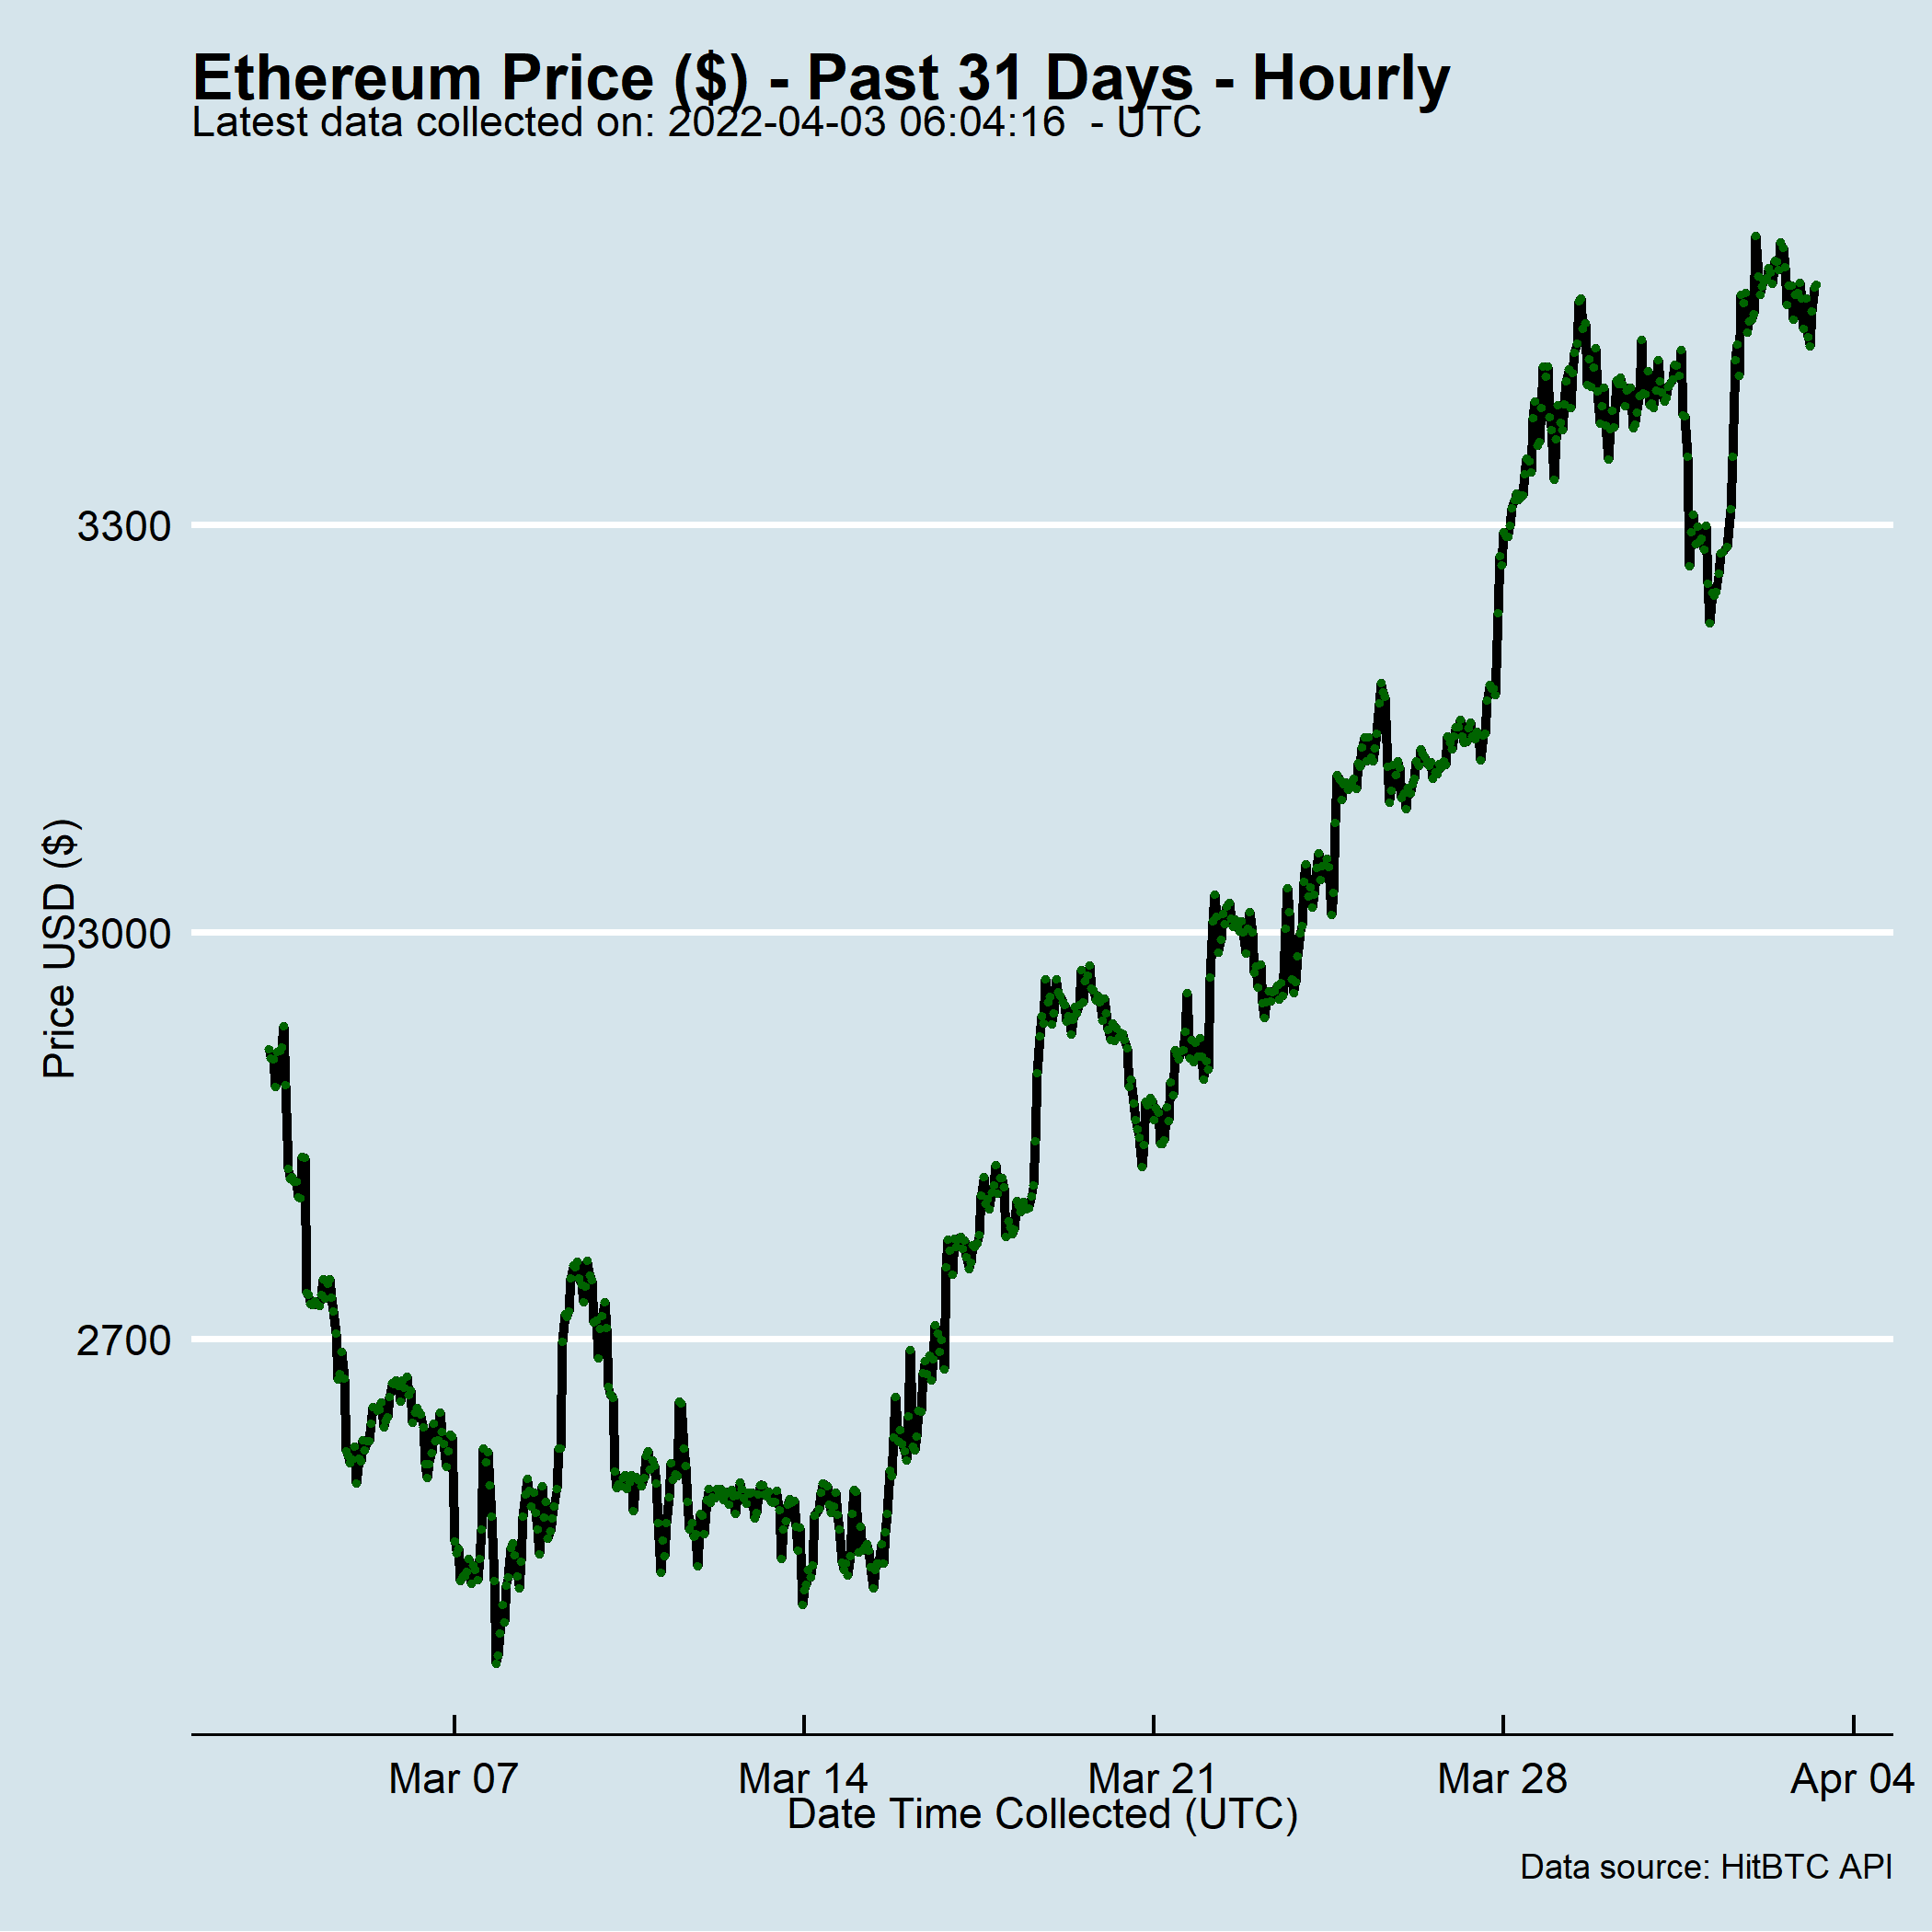 Ethereum Price ($) - Past 31 Days - Hourly
Latest data collected on: 2022-04-03 06:04:16  - UTC
Price USD ($)
3300
3000
2700
Mar 07
Mar 14
Mar 21
Mar 28
Apr 04
Date Time Collected (UTC)
Data source: HitBTC API